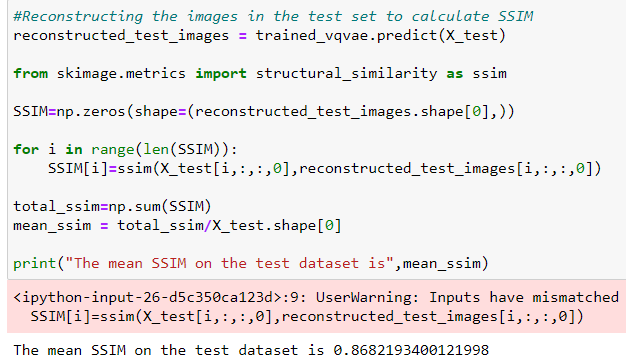 #Reconstructing the images in the test set to calculate SSIM
reconstructed_test_images = trained_vqvae.predict(X_test)
from skimage.metrics import structural_similarity as ssim
SSIM=np.zeros(shape=(reconstructed_test_images.shape[0],))
for i in range(len(SSIM)):
    SSIM[i]=ssim(X_test[i,:,:,0],reconstructed_test_images[i,:,:,0])
total_ssim=np.sum(SSIM)
mean_ssim = total_ssim/X_test.shape[0]
print("The mean SSIM on the test dataset is",mean_ssim)
<ipython-input-26-d5c350ca123d>:9: UserWarning: Inputs have mismatched
  SSIM[i]=ssim(X_test[i,:,:,0],reconstructed_test_images[i,:,:,0])
The mean SSIM on the test dataset is 0.8682193400121998